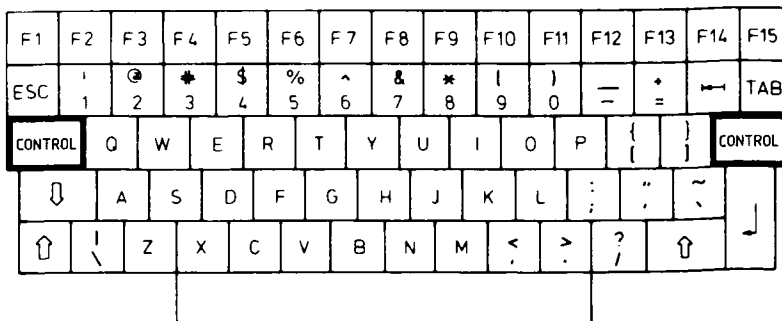 F1 F2 F3 F4 F5 F6 F7 F8 F9 F10 F11 F12 F13 F14 F15
ESC ! 1 @ 2 # 3 $ 4 % 5 ^ 6 & 7 * 8 ( 9 ) 0 _ - + = TAB
CONTROL Q W E R T Y U I O P { [ } ] CONTROL
A S D F G H J K L : ; " ' ~ `
| \ Z X C V B N M < , > . ? /